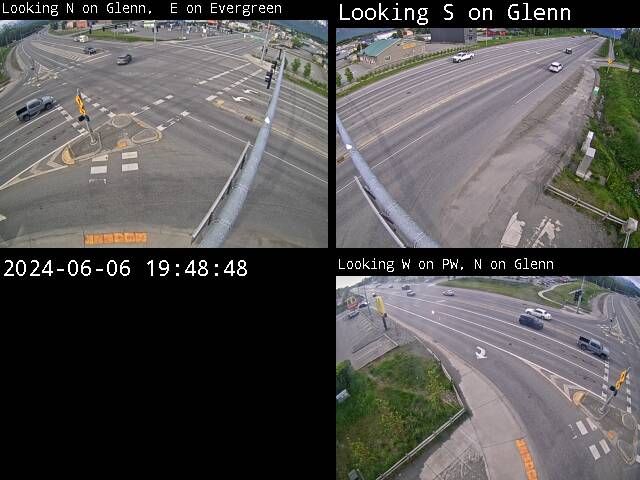 Looking N on Glenn, E on Evergreen
Looking S on Glenn
2024-06-06 19:48:48
Looking W on PW, N on Glenn